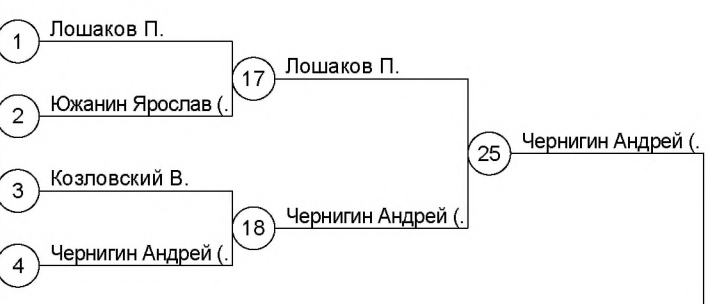 1 Лошаков П.
17 Лошаков П.
2 Южанин Ярослав (.
25 Чернигин Андрей (.
3 Козловский В.
18 Чернигин Андрей (.
4 Чернигин Андрей (.